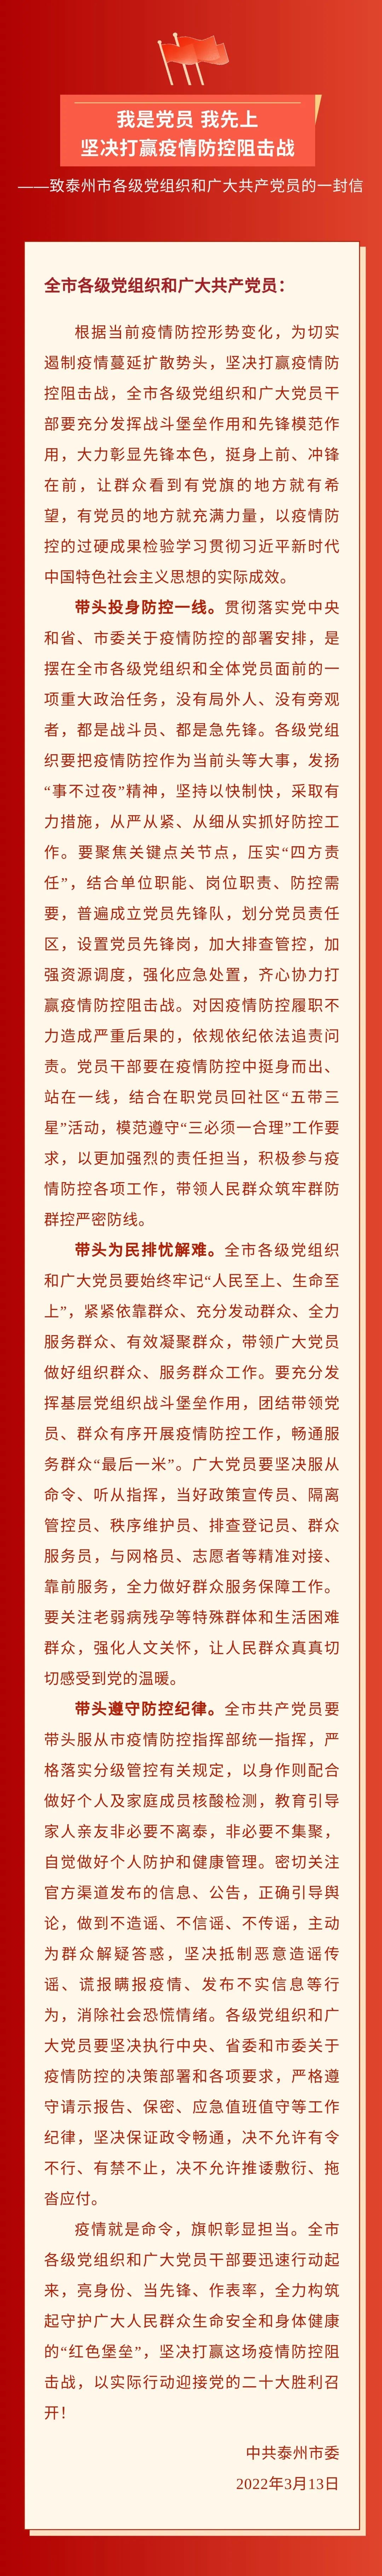 我是党员 我先上
坚决打赢疫情防控阻击战
——致泰州市各级党组织和广大共产党员的一封信
全市各级党组织和广大共产党员：
根据当前疫情防控形势变化，为切实
遏制疫情蔓延扩散势头，坚决打赢疫情防
控阻击战，全市各级党组织和广大党员干
部要充分发挥战斗堡垒作用和先锋模范作
用，大力彰显先锋本色，挺身上前、冲锋
在前，让群众看到有党旗的地方就有希
望，有党员的地方就充满力量，以疫情防
控的过硬成果检验学习贯彻习近平新时代
中国特色社会主义思想的实际成效。
带头投身防控一线。贯彻落实党中央
和省、市委关于疫情防控的部署安排，是
摆在全市各级党组织和全体党员面前的一
项重大政治任务，没有局外人、没有旁观
者，都是战斗员、都是急先锋。各级党组
织要把疫情防控作为当前头等大事，发扬
“事不过夜”精神，坚持以快制快，采取有
力措施，从严从紧、从细从实抓好防控工
作。要聚焦关键点关节点，压实“四方责
任”，结合单位职能、岗位职责、防控需
要，普遍成立党员先锋队，划分党员责任
区，设置党员先锋岗，加大排查管控，加
强资源调度，强化应急处置，齐心协力打
赢疫情防控阻击战。对因疫情防控履职不
力造成严重后果的，依规依纪依法追责问
责。党员干部要在疫情防控中挺身而出、
站在一线，结合在职党员回社区“五带三
星”活动，模范遵守“三必须一合理”工作要
求，以更加强烈的责任担当，积极参与疫
情防控各项工作，带领人民群众筑牢群防
群控严密防线。
带头为民排忧解难。全市各级党组织
和广大党员要始终牢记“人民至上、生命至
上”，紧紧依靠群众、充分发动群众、全力
服务群众、有效凝聚群众，带领广大党员
做好组织群众、服务群众工作。要充分发
挥基层党组织战斗堡垒作用，团结带领党
员、群众有序开展疫情防控工作，畅通服
务群众“最后一米”。广大党员要坚决服从
命令、听从指挥，当好政策宣传员、隔离
管控员、秩序维护员、排查登记员、群众
服务员，与网格员、志愿者等精准对接、
靠前服务，全力做好群众服务保障工作。
要关注老弱病残孕等特殊群体和生活困难
群众，强化人文关怀，让人民群众真真切
切感受到党的温暖。
带头遵守防控纪律。全市共产党员要
带头服从市疫情防控指挥部统一指挥，严
格落实分级管控有关规定，以身作则配合
做好个人及家庭成员核酸检测，教育引导
家人亲友非必要不离泰，非必要不集聚，
自觉做好个人防护和健康管理。密切关注
官方渠道发布的信息、公告，正确引导舆
论，做到不造谣、不信谣、不传谣，主动
为群众解疑答惑，坚决抵制恶意造谣传
谣、谎报瞒报疫情、发布不实信息等行
为，消除社会恐慌情绪。各级党组织和广
大党员要坚决执行中央、省委和市委关于
疫情防控的决策部署和各项要求，严格遵
守请示报告、保密、应急值班值守等工作
纪律，坚决保证政令畅通，决不允许有令
不行、有禁不止，决不允许推诿敷衍、拖
沓应付。
疫情就是命令，旗帜彰显担当。全市
各级党组织和广大党员干部要迅速行动起
来，亮身份、当先锋、作表率，全力构筑
起守护广大人民群众生命安全和身体健康
的“红色堡垒”，坚决打赢这场疫情防控阻
击战，以实际行动迎接党的二十大胜利召
开！
中共泰州市委
2022年3月13日